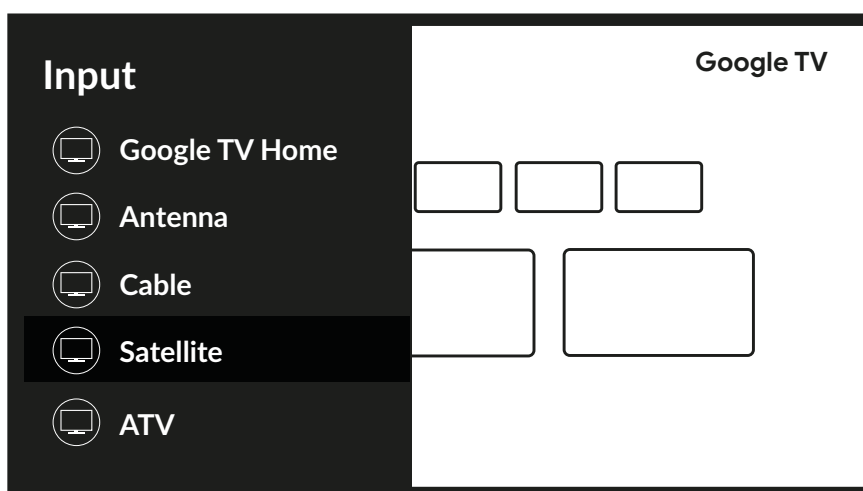 Input
Google TV
Google TV Home
Antenna
Cable
Satellite
ATV